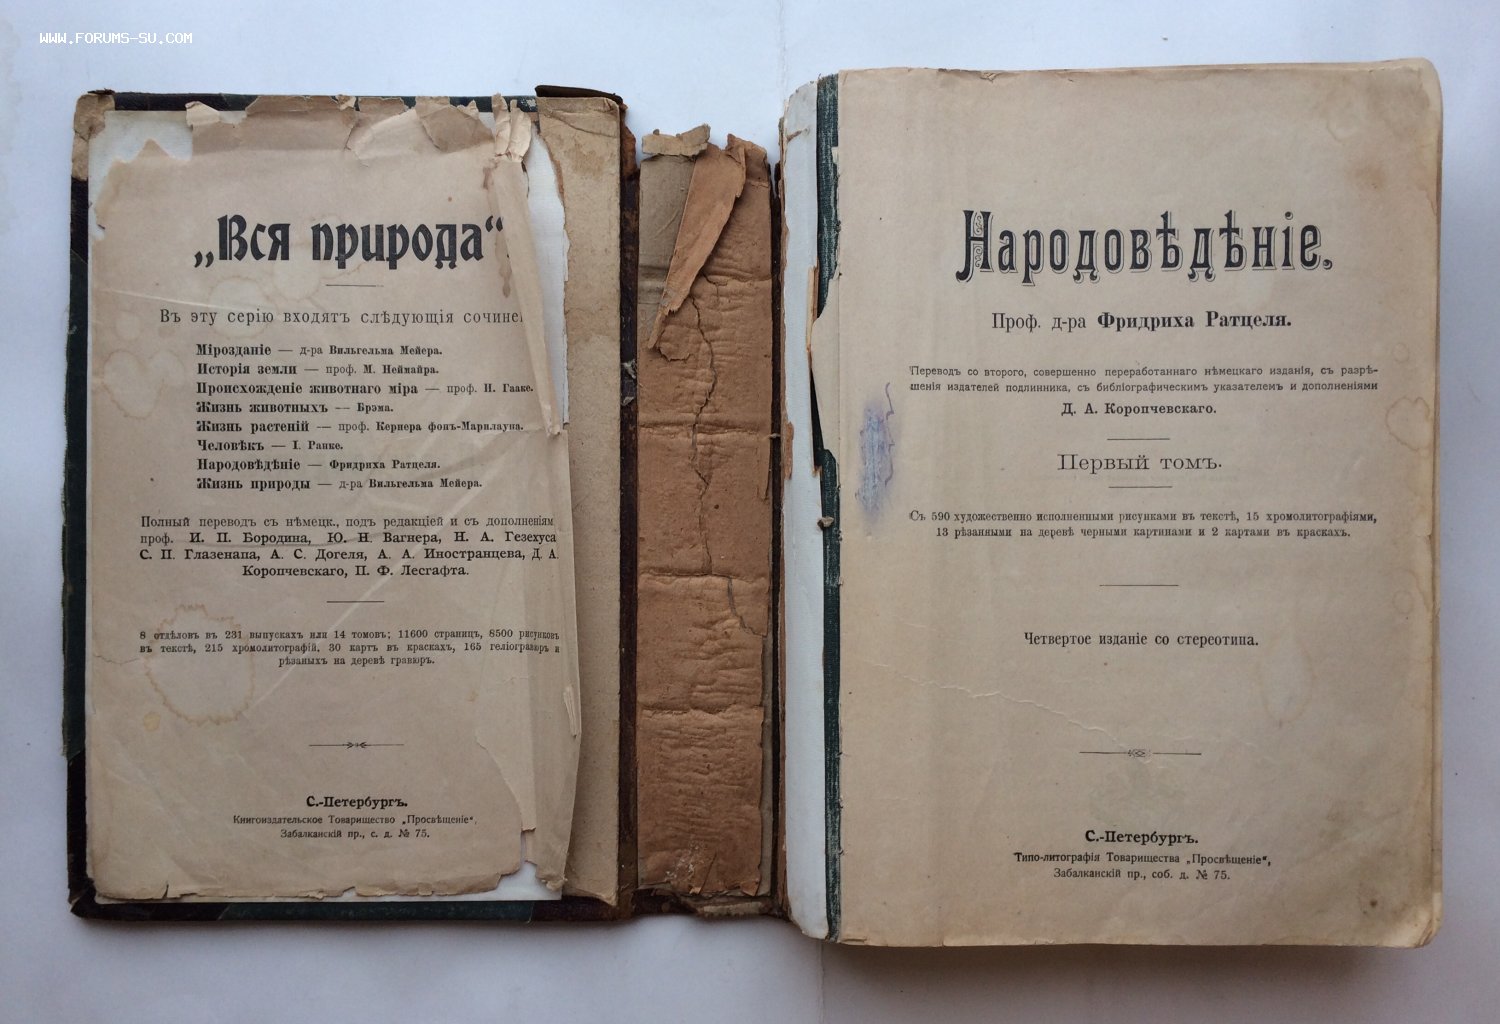 WWW.FORUMS-SU.COM
„Вся природа“.
Въ эту серію входятъ слѣдующія
Мірозданіе — д-ра Вильгельма Мейера.
Исторія земли — проф. М. Неймайра.
Происхожденіе животнаго міра — проф. И. Гааке.
Жизнь животныхъ — Брэма.
Жизнь растеній — проф. Кернера фонъ-Марилауна.
Человѣкъ — І. Ранке.
Народовѣдѣніе — Фридриха Ратцеля.
Жизнь природы — д-ра Вильгельма Мейера.
Полный переводъ съ нѣмецк., подъ редакціей и съ дополненіям
проф. И. П. Бородина, Ю. Н. Вагнера, Н. А. Гезехуса
С. П. Глазенапа, А. С. Догеля, А. А. Иностранцева, Д. А.
Коропчевскаго, П. Ф. Лесгафта.
8 отдѣловъ въ 231 выпускахъ или 14 томовъ; 11600 страницъ, 8500 рисунковъ
въ текстѣ, 215 хромолитографій, 30 картъ въ краскахъ, 165 геліогравюръ и
рѣзаныхъ на деревѣ гравюръ.
С.-Петербургъ.
Книгоиздательское Товарищество „Просвѣщеніе“,
Забалканскій пр., с. д. № 75.
Народовѣдѣніе.
Проф. д-ра Фридриха Ратцеля.
Переводъ со второго, совершенно переработаннаго нѣмецкаго изданія, съ разрѣ-
шенія издателей подлинника, съ библіографическимъ указателемъ и дополненіями
Д. А. Коропчевскаго.
Первый томъ.
Съ 590 художественно исполненными рисунками въ текстѣ, 15 хромолитографіями,
13 рѣзанными на деревѣ черными картинами и 2 картами въ краскахъ.
Четвертое изданіе со стереотипа.
С.-Петербургъ.
Типо-литографія Товарищества „Просвѣщеніе“,
Забалканскій пр., соб. д. № 75.